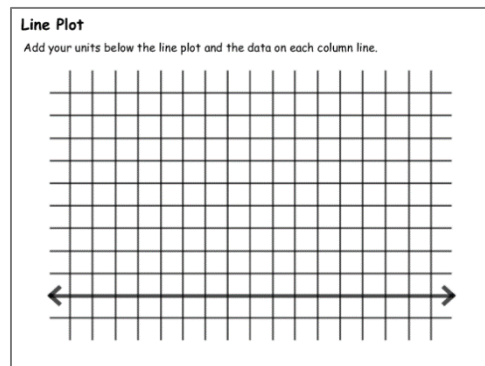 Line Plot
Add your units below the line plot and the data on each column line.